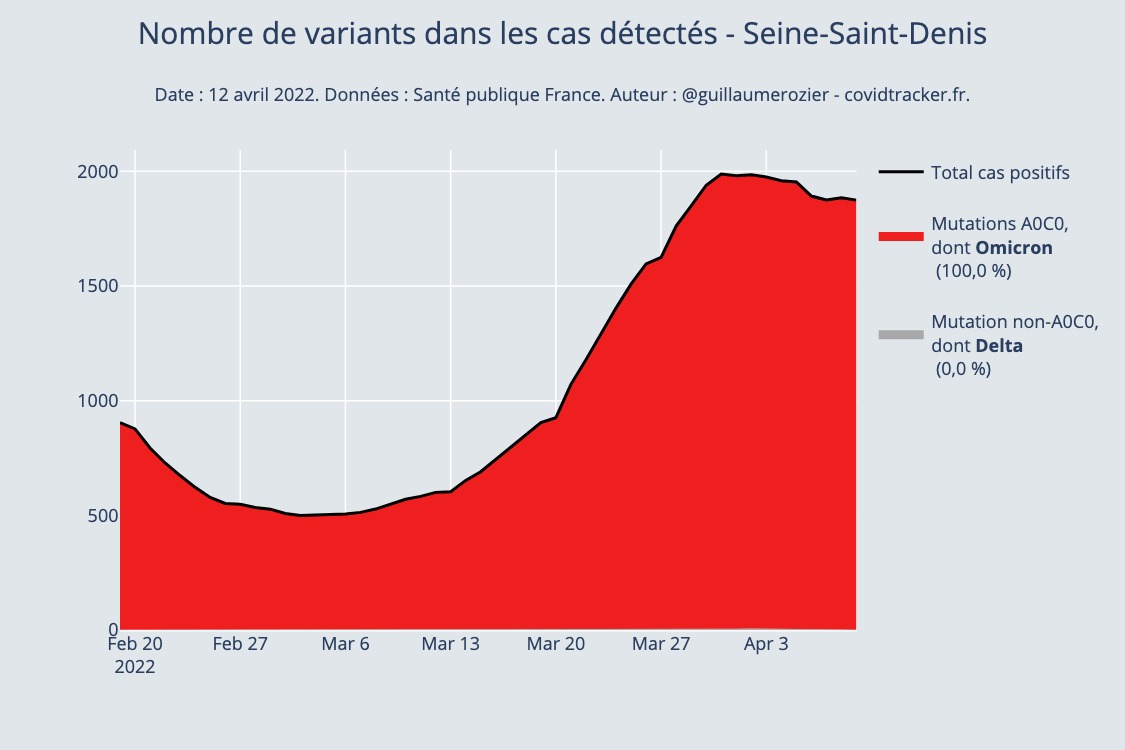 Nombre de variants dans les cas détectés - Seine-Saint-Denis
Date : 12 avril 2022. Données : Santé publique France. Auteur : @guillaumerozier - covidtracker.fr.
2000
1500
1000
500
0
Feb 20
2022
Feb 27
Mar 6
Mar 13
Mar 20
Mar 27
Apr 3
Total cas positifs
Mutations A0C0,
dont Omicron
(100,0 %)
Mutation non-A0C0,
dont Delta
(0,0 %)